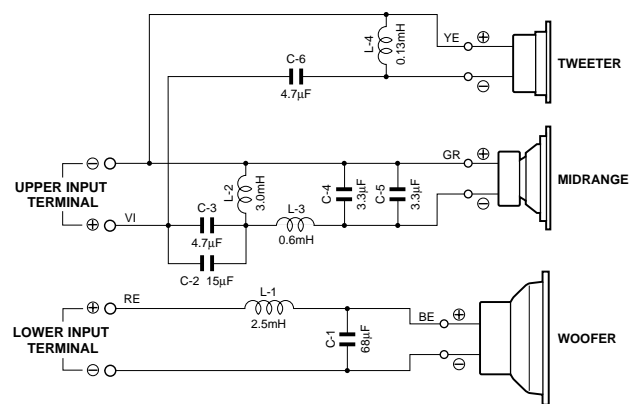 YE
⊕
L-4
0.13mH
C-6
4.7μF
⊖
TWEETER
⊖
GR
⊕
UPPER INPUT
TERMINAL
L-2
3.0mH
C-4
3.3μF
C-5
3.3μF
MIDRANGE
⊕
VI
C-3
4.7μF
L-3
0.6mH
⊖
C-2 15μF
⊕
RE
L-1
2.5mH
BE
⊕
LOWER INPUT
TERMINAL
C-1
68μF
WOOFER
⊖
⊖